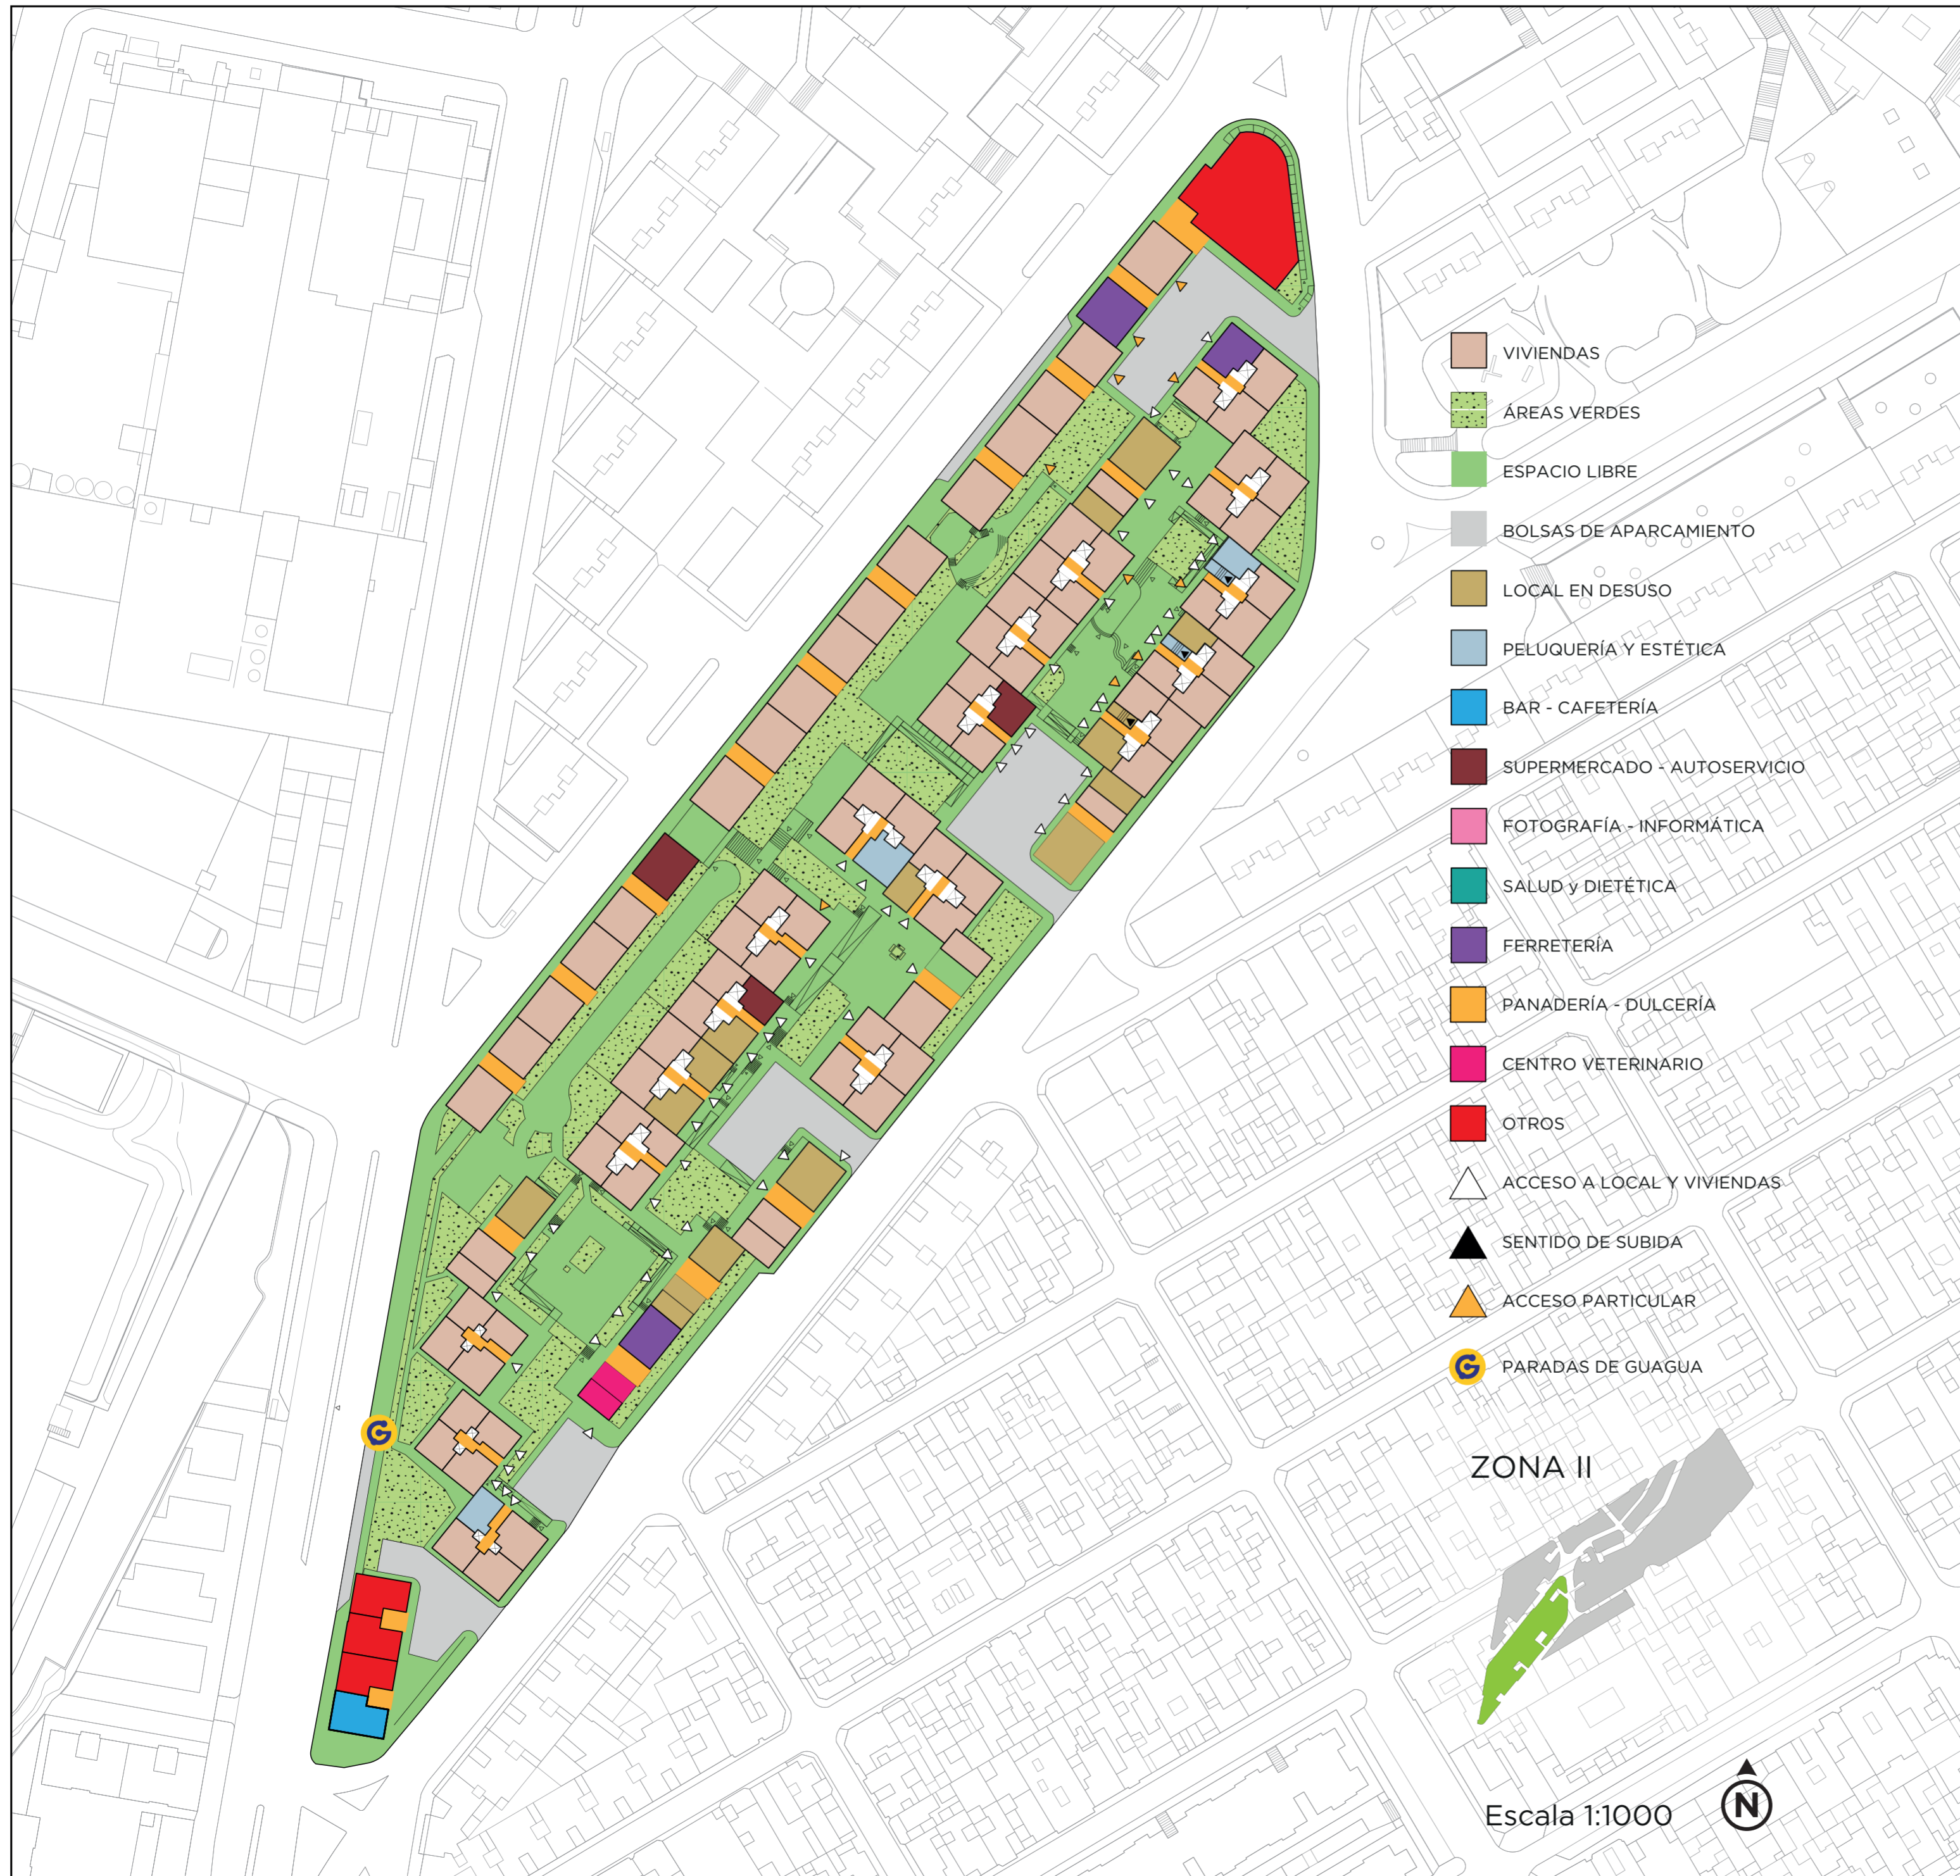 VIVIENDAS
ÁREAS VERDES
ESPACIO LIBRE
BOLSAS DE APARCAMIENTO
LOCAL EN DESUSO
PELUQUERÍA Y ESTÉTICA
BAR - CAFETERÍA
SUPERMERCADO - AUTOSERVICIO
FOTOGRAFÍA - INFORMÁTICA
SALUD y DIETÉTICA
FERRETERÍA
PANADERÍA - DULCERÍA
CENTRO VETERINARIO
OTROS
ACCESO A LOCAL Y VIVIENDAS
SENTIDO DE SUBIDA
ACCESO PARTICULAR
G
G PARADAS DE GUAGUA
ZONA II
Escala 1:1000
N